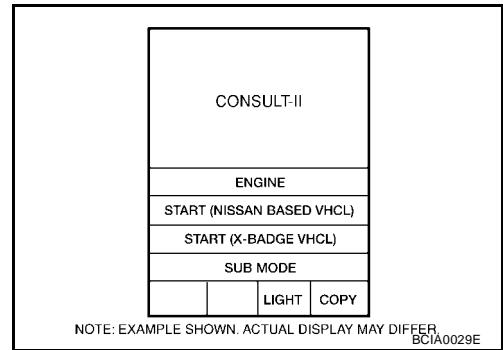 CONSULT-II
ENGINE
START (NISSAN BASED VHCL)
START (X-BADGE VHCL)
SUB MODE
LIGHT COPY
NOTE: EXAMPLE SHOWN. ACTUAL DISPLAY MAY DIFFER.
BCIA0029E